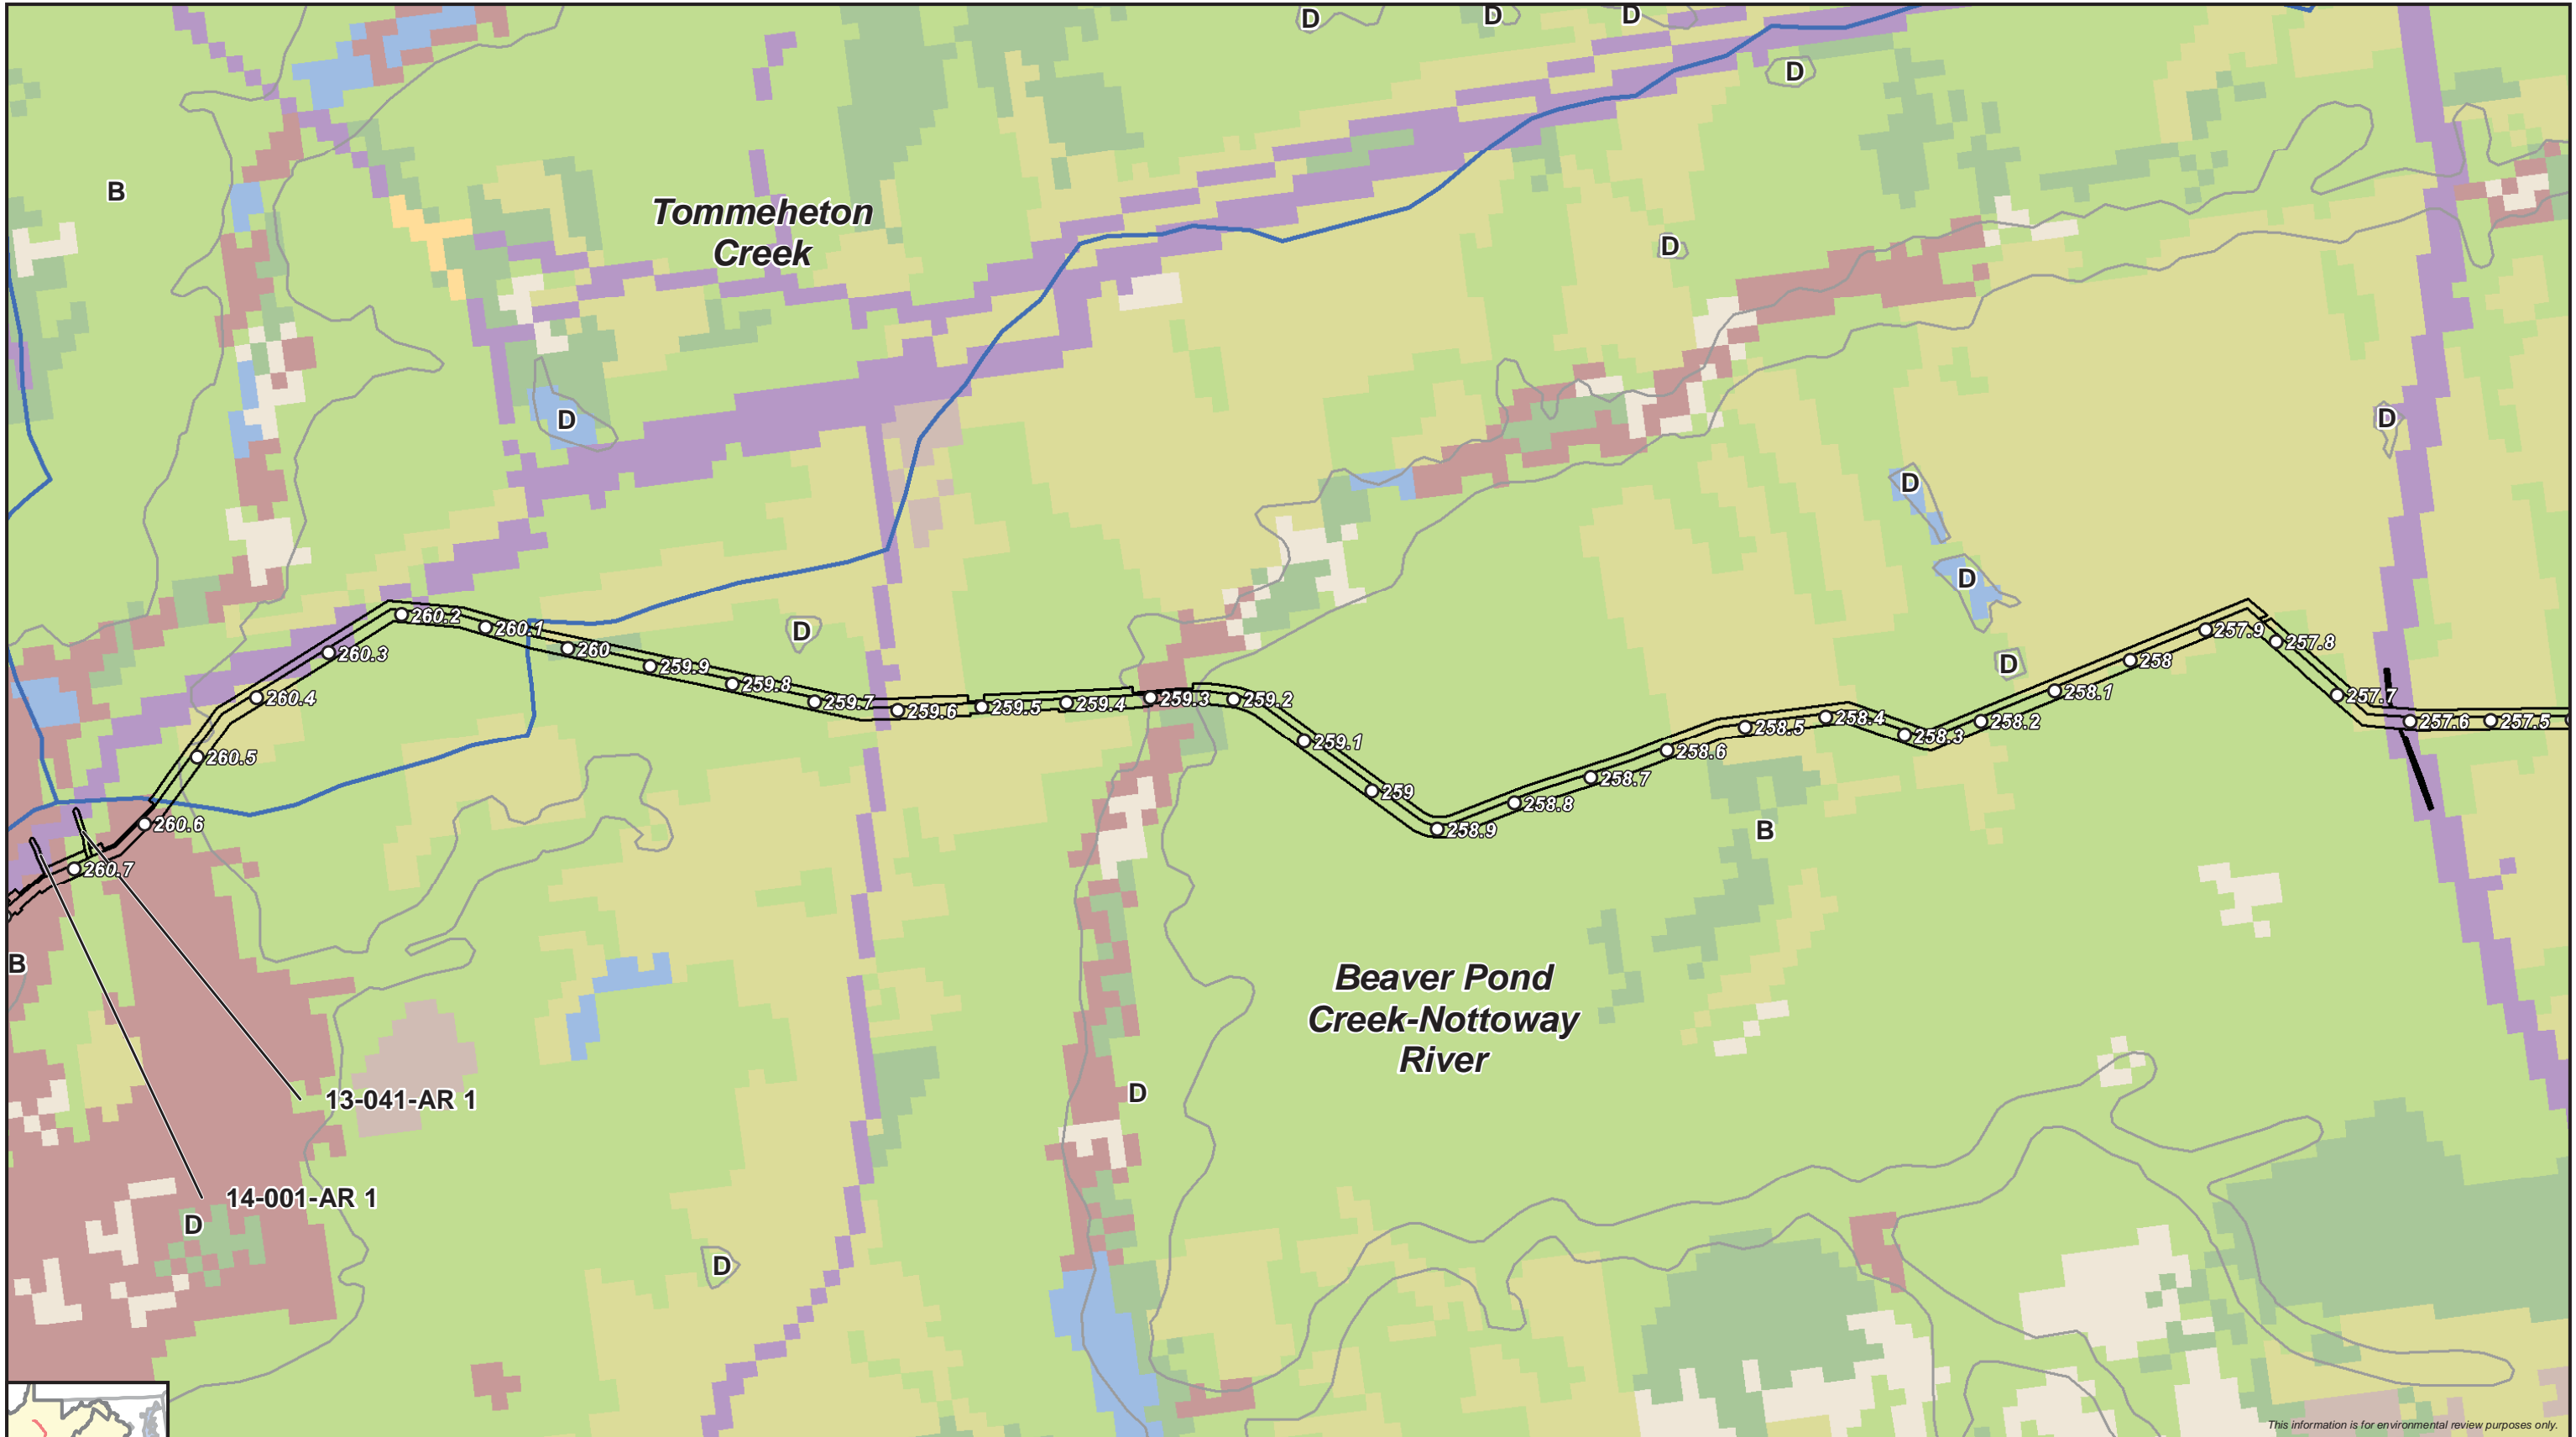 D
D
D
D
B
Tommeheton
Creek
D
D
D
D
D
D
D
D
260.2
260.1
260
260.3
259.9
259.8
259.7
260.4
259.6
259.5
259.4
259.3
259.2
259.1
259
258.9
258.8
258.7
258.6
258.5
258.4
258.3
258.2
258.1
258
257.9
257.8
257.7
257.6
257.5
260.5
260.6
260.7
B
B
Beaver Pond
Creek-Nottoway
River
D
13-041-AR 1
14-001-AR 1
D
D
This information is for environmental review purposes only.